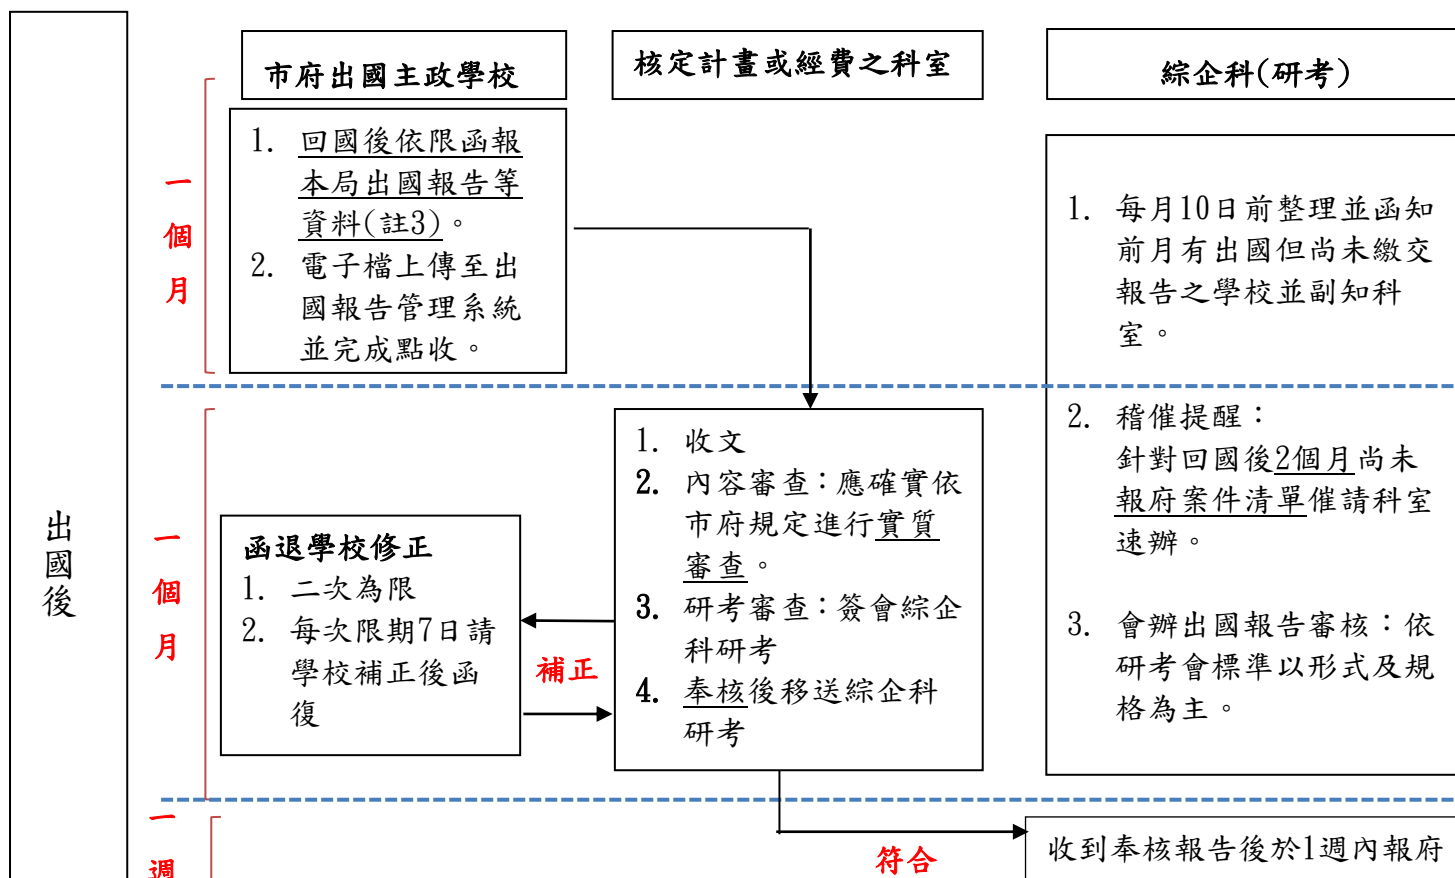 出國後
市府出國主政學校
核定計畫或經費之科室
綜企科(研考)
一個月
1. 回國後依限函報
本局出國報告等
資料(註3)。
2. 電子檔上傳至出
國報告管理系統
並完成點收。
1. 每月10日前整理並函知
前月有出國但尚未繳交
報告之學校並副知科
室。
2. 稽催提醒：
針對回國後2個月尚未
報府案件清單催請科室
速辦。
3. 會辦出國報告審核：依
研考會標準以形式及規
格為主。
一個月
函退學校修正
1. 二次為限
2. 每次限期7日請
學校補正後函
復
補正
1. 收文
2. 內容審查：應確實依
市府規定進行實質
審查。
3. 研考審查：簽會綜企
科研考
4. 奉核後移送綜企科
研考
一週
符合
收到奉核報告後於1週內報府